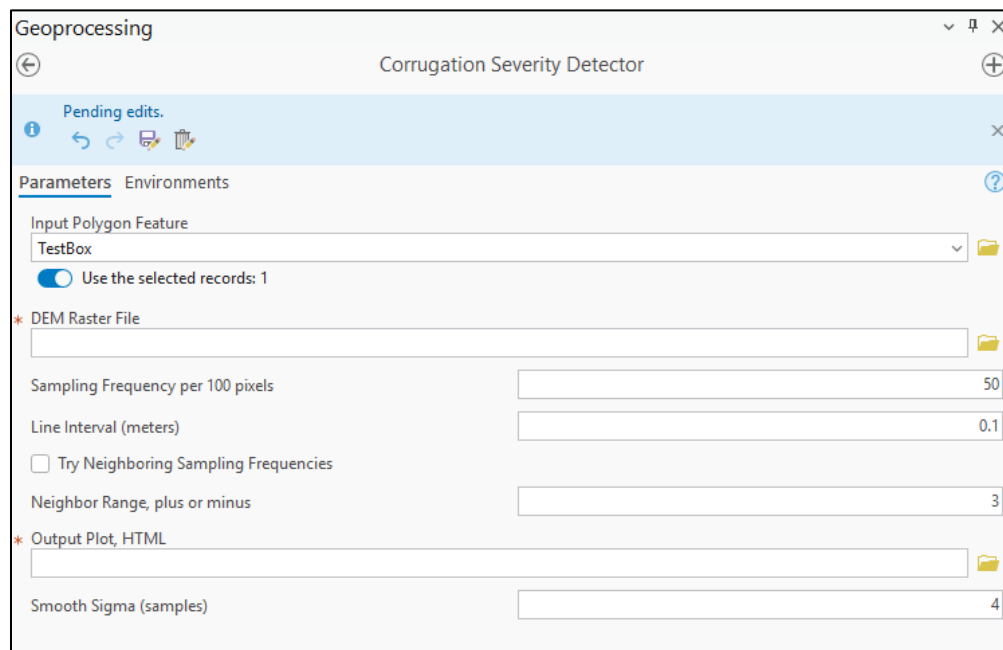 Geoprocessing
Corrugation Severity Detector
Pending edits.
Parameters Environments
Input Polygon Feature
TestBox
Use the selected records: 1
* DEM Raster File
Sampling Frequency per 100 pixels 50
Line Interval (meters) 0.1
Try Neighboring Sampling Frequencies
Neighbor Range, plus or minus 3
* Output Plot, HTML
Smooth Sigma (samples) 4